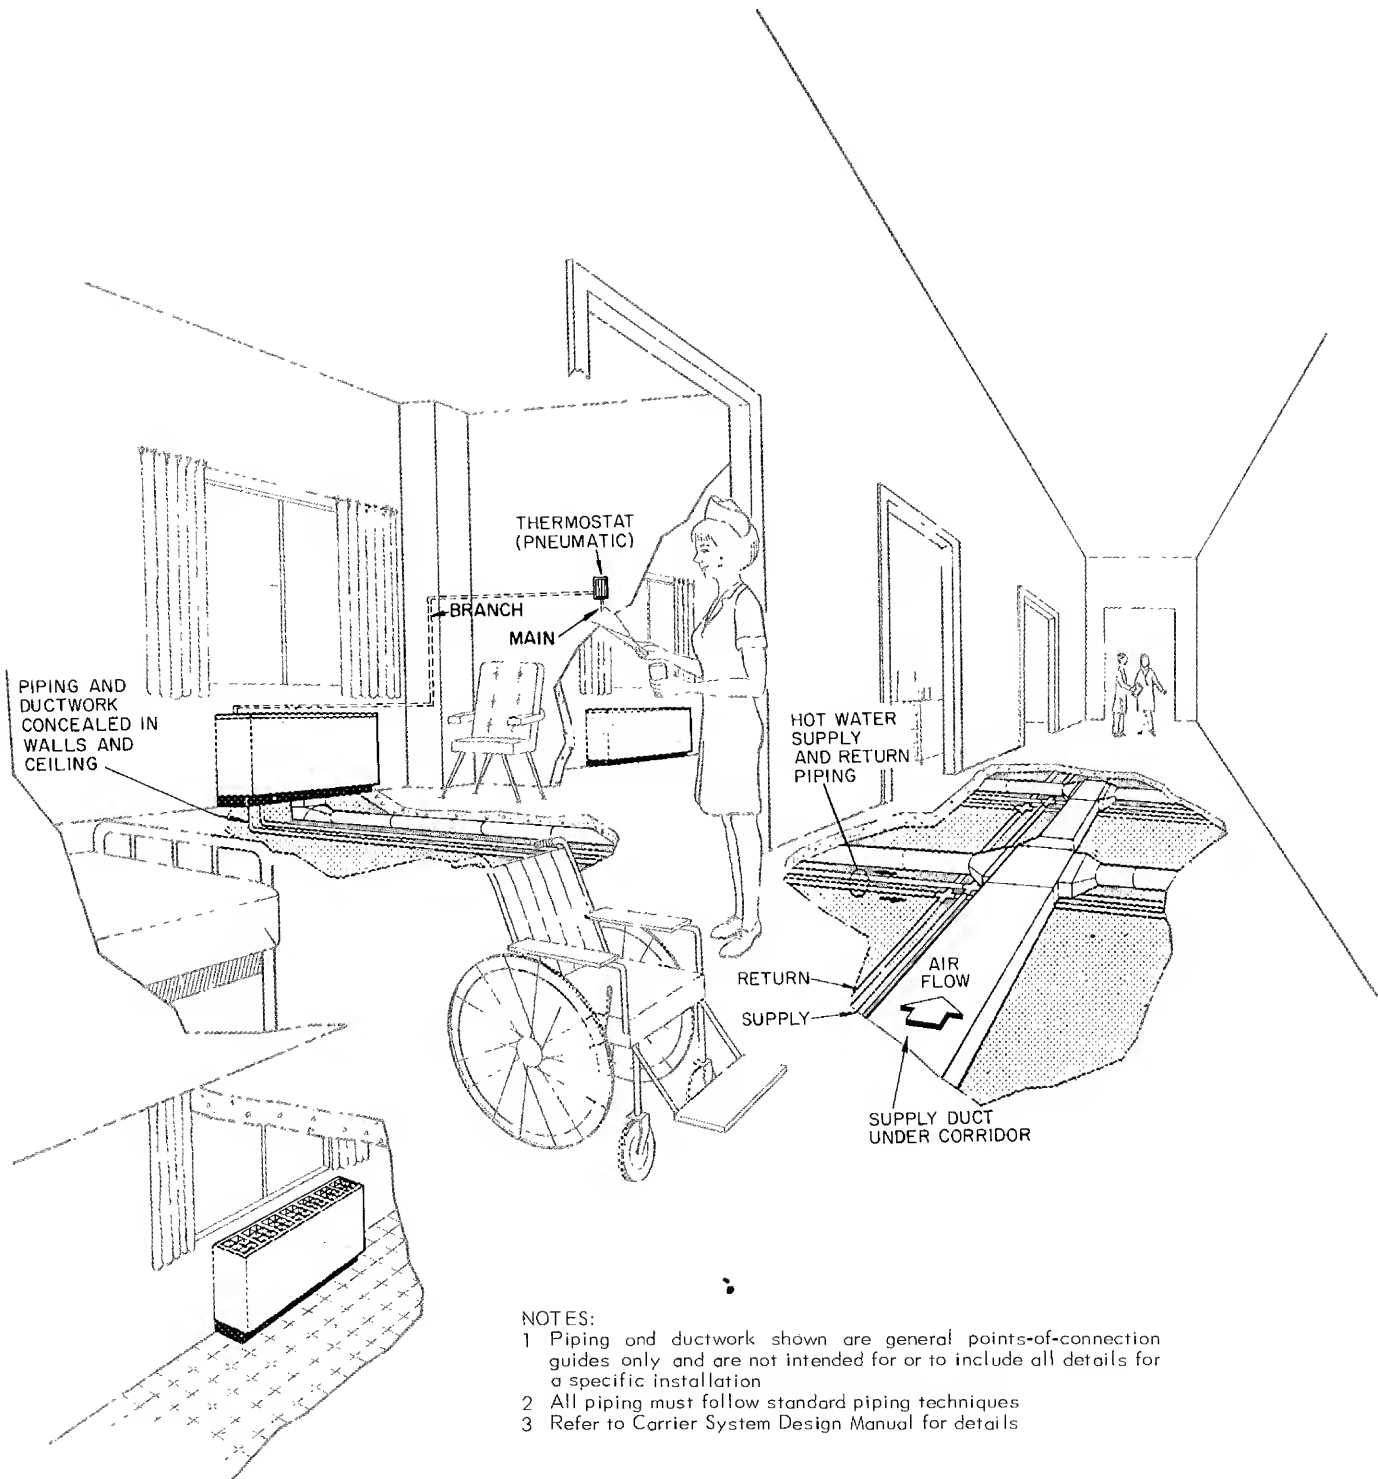 THERMOSTAT
(PNEUMATIC)
BRANCH
MAIN
PIPING AND
DUCTWORK
CONCEALED IN
WALLS AND
CEILING
HOT WATER
SUPPLY
AND RETURN
PIPING
RETURN
SUPPLY
AIR
FLOW
SUPPLY DUCT
UNDER CORRIDOR
NOTES:
1 Piping and ductwork shown are general points-of-connection
guides only and are not intended for or to include all details for
a specific installation
2 All piping must follow standard piping techniques
3 Refer to Carrier System Design Manual for details